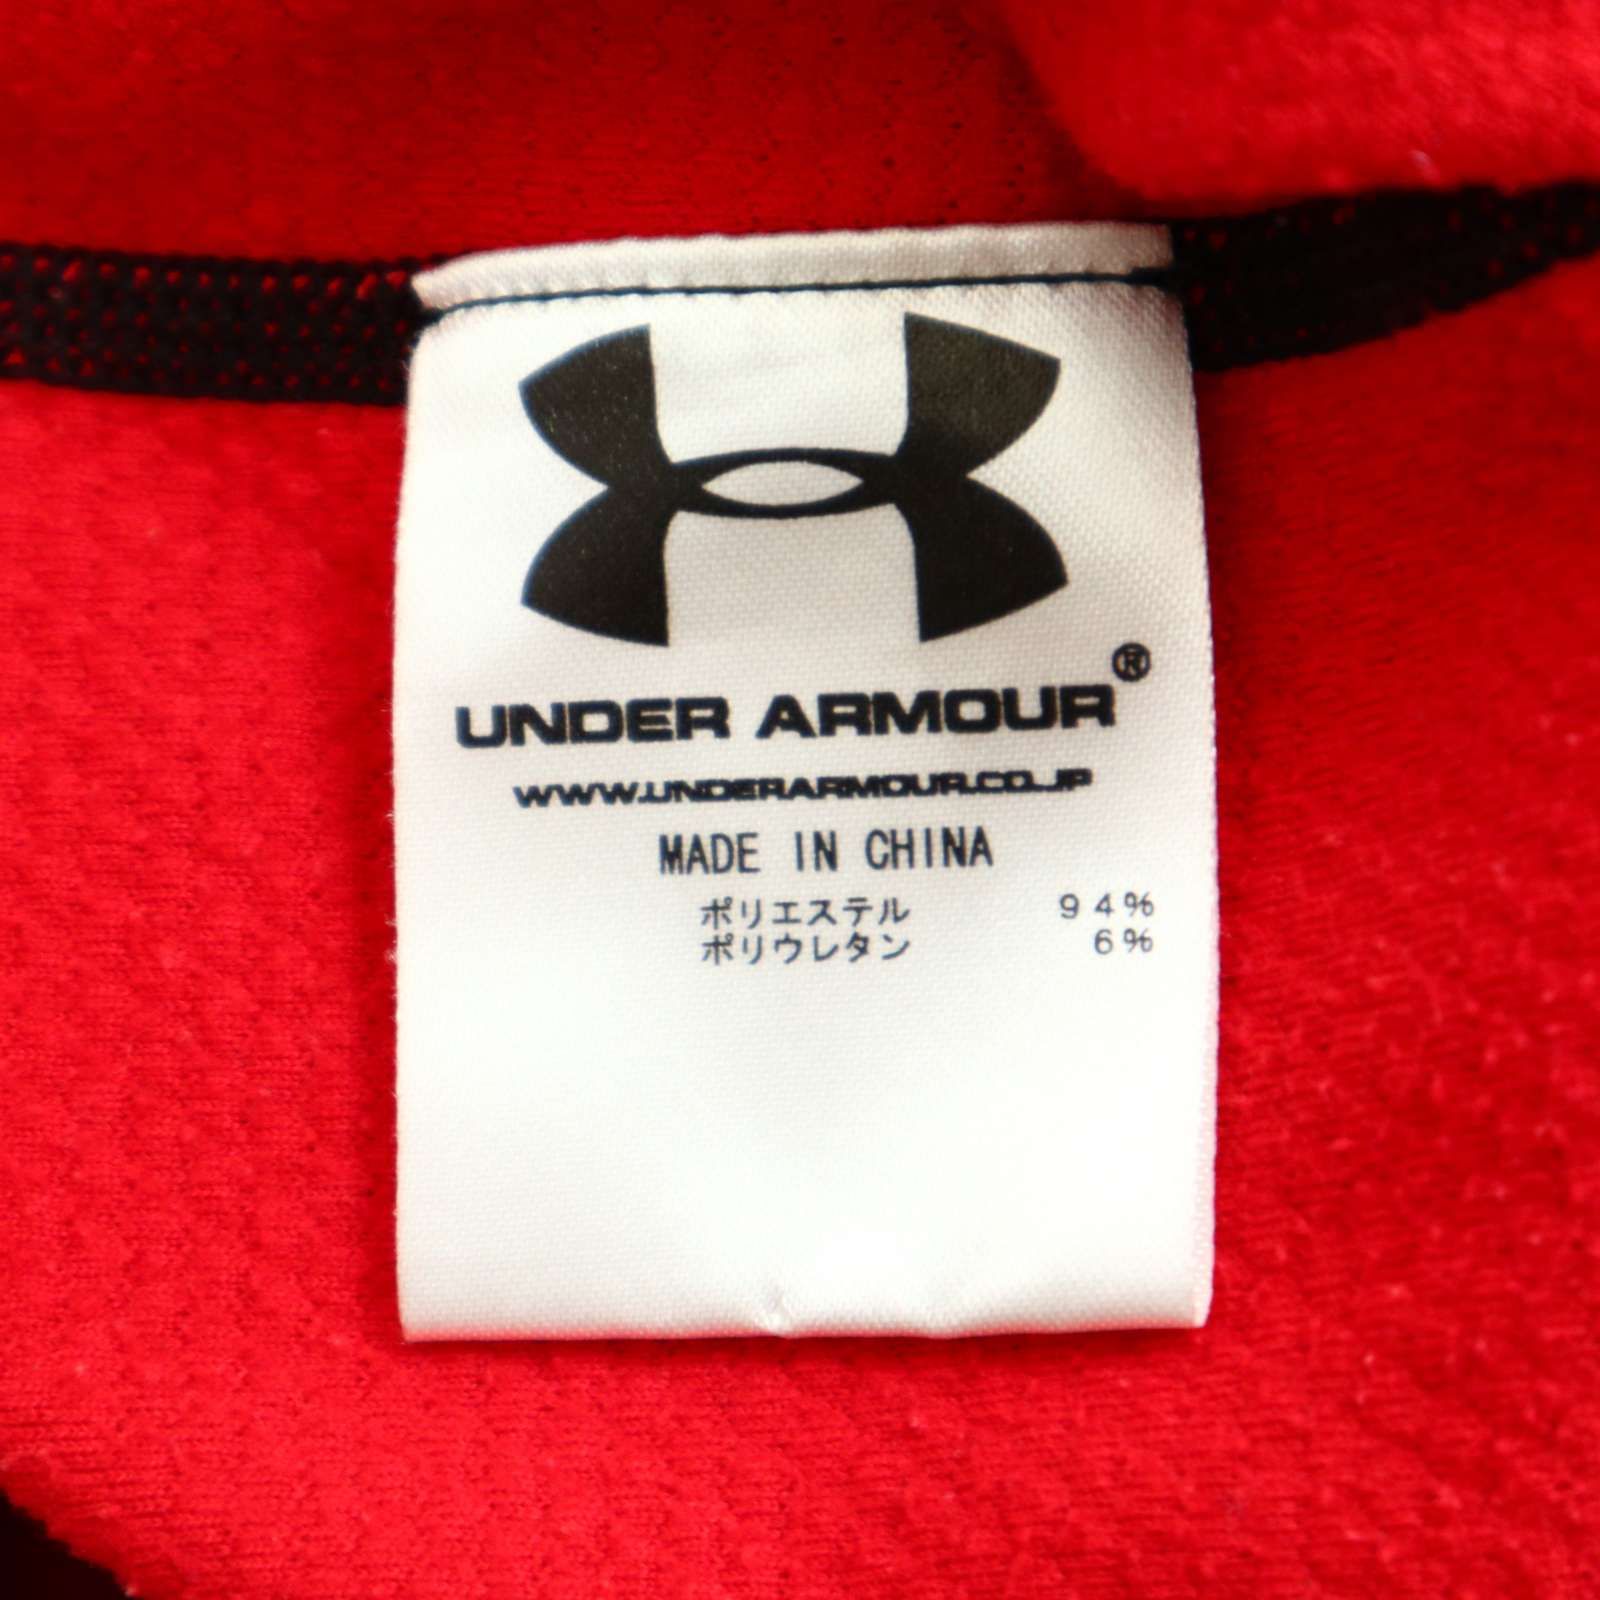 UNDER ARMOUR®
WWW.UNDERARMOUR.CO.JP
MADE IN CHINA
ポリエステル 94%
ポリウレタン 6%